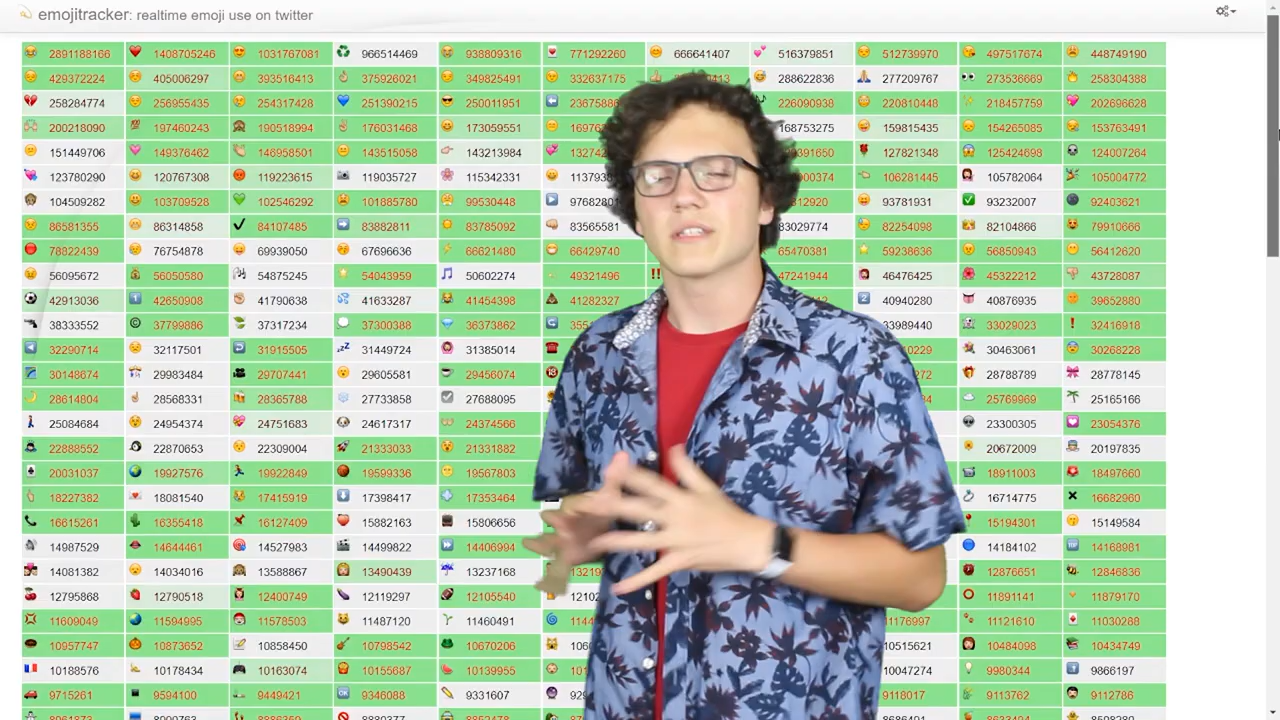 emojitracker: realtime emoji use on twitter
2891188166 1408705246 1031767081 966514469 938809316 771292260 666641407 516379851 512739970 497517674 448749190
429372224 405006297 393516413 375926021 349825491 332637175 288622836 277209767 273536669 258304388
258284774 256955435 254317428 251390215 250011951 226090938 220810448 218457759 202696628
200218090 197460243 190518994 176031468 173059551 168753275 159815435 154265085 153763491
151449706 149376462 146958501 143515058 143213984 127821348 125424698 124007264
123780290 120767308 119223615 119035727 115342331 106281445 105782064 105004772
104509282 103709528 102546292 101885780 99530448 93781931 93232007 92403621
86581355 86314858 84107485 83882811 83785092 83565581 83029774 82254098 82104866 79910666
78822439 76754878 69939050 67696636 66621480 66429740 65470381 59238636 56850943 56412620
56095672 56050580 54875245 54043959 50602274 49321496 47241944 46476425 45322212 43728087
42913036 42650908 41790638 41633287 41454398 41282327 40940280 40876935 39652880
38333552 37799886 37317234 37300388 36373862 33989440 33029023 32416918
32290714 32117501 31915505 31449724 31385014 30463061 30268228
30148674 29983484 29707441 29605581 29456074 28788789 28778145
28614804 28568331 28365788 27733858 27688095 25769969 25165166
25084684 24954374 24751683 24617317 24374566 23300305 23054376
22888552 22870653 22309004 21333033 21331882 20672009 20197835
20031037 19927576 19922849 19599336 19567803 18911003 18497660
18227382 18081540 17415919 17398417 17353464 16714775 16682960
16615261 16355418 16127409 15882163 15806656 15194301 15149584
14987529 14644461 14527983 14499822 14406994 14184102 14168981
14081382 14034016 13588867 13490439 13237168 12876651 12846836
12795868 12790518 12400749 12119297 12105540 11891141 11879170
11609049 11594995 11578503 11487120 11460491 11176997 11121610 11030288
10957747 10873652 10858450 10798542 10670206 10515621 10484098 10434749
10188576 10178434 10163074 10155687 10139955 10047274 9980344 9866197
9715261 9594100 9449421 9346088 9331607 9118017 9113762 9112786